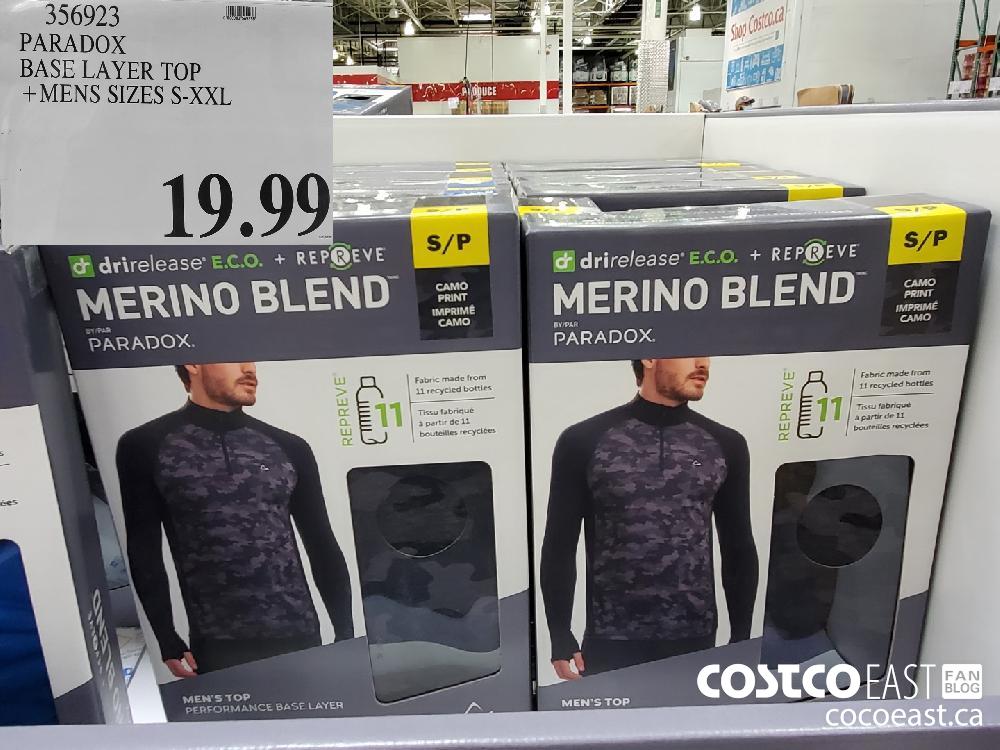 356923
PARADOX
BASE LAYER TOP
+MENS SIZES S-XXL
19.99
Shop Costco.ca
PRODUCE
drirelease® E.C.O. + REPREVE®
MERINO BLEND™
BY/PAR
PARADOX®
S/P
CAMO
PRINT
IMPRIMÉ
CAMO
REPREVE®
11
Fabric made from
11 recycled bottles
Tissu fabriqué
à partir de 11
bouteilles recyclées
MEN'S TOP
PERFORMANCE BASE LAYER
drirelease® E.C.O. + REPREVE®
MERINO BLEND™
BY/PAR
PARADOX®
S/P
CAMO
PRINT
IMPRIMÉ
CAMO
REPREVE®
11
Fabric made from
11 recycled bottles
Tissu fabriqué
à partir de 11
bouteilles recyclées
MEN'S TOP
COSTCO EAST FAN
BLOG
cocoeast.ca